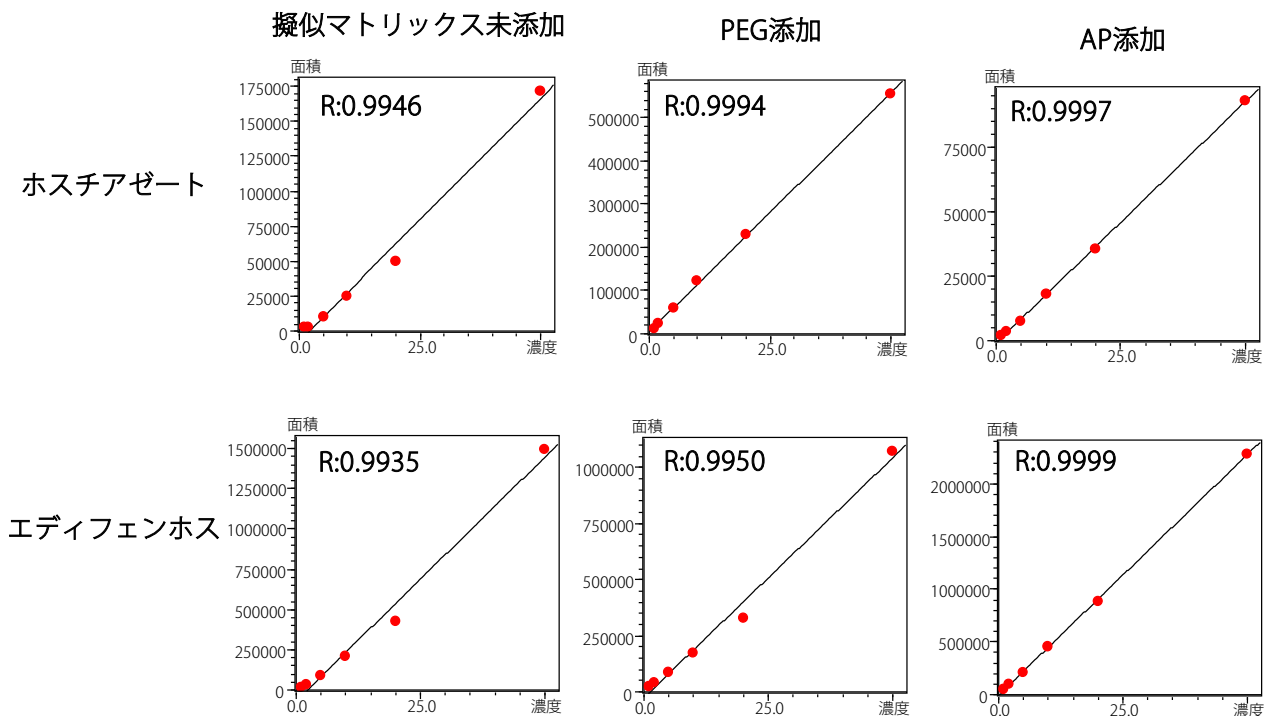 擬似マトリックス未添加
PEG添加
AP添加
ホスチアゼート
面積
R:0.9946
175000
150000
125000
100000
75000
50000
25000
0
0.0
25.0
濃度
面積
R:0.9994
500000
400000
300000
200000
100000
0
0.0
25.0
濃度
面積
R:0.9997
75000
50000
25000
0
0.0
25.0
濃度
エディフェンホス
面積
R:0.9935
1500000
1250000
1000000
750000
500000
250000
0
0.0
25.0
濃度
面積
R:0.9950
1000000
750000
500000
250000
0
0.0
25.0
濃度
面積
R:0.9999
2000000
1500000
1000000
500000
0
0.0
25.0
濃度